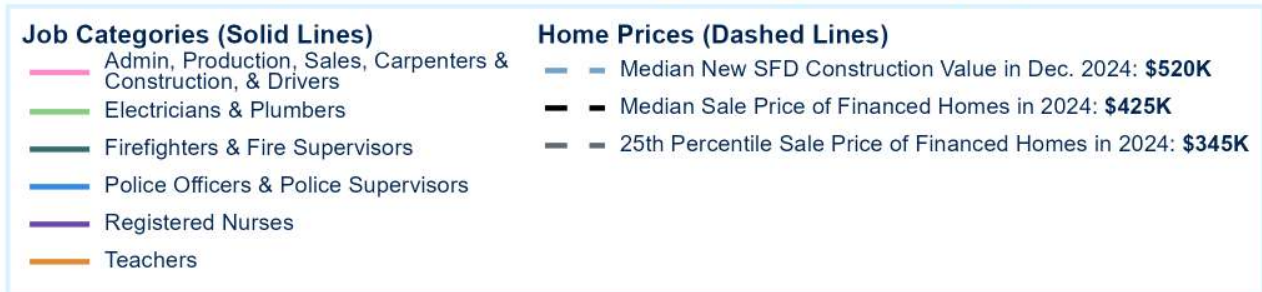 Job Categories (Solid Lines)
Admin, Production, Sales, Carpenters &
Construction, & Drivers
Electricians & Plumbers
Firefighters & Fire Supervisors
Police Officers & Police Supervisors
Registered Nurses
Teachers
Home Prices (Dashed Lines)
Median New SFD Construction Value in Dec. 2024: $520K
Median Sale Price of Financed Homes in 2024: $425K
25th Percentile Sale Price of Financed Homes in 2024: $345K